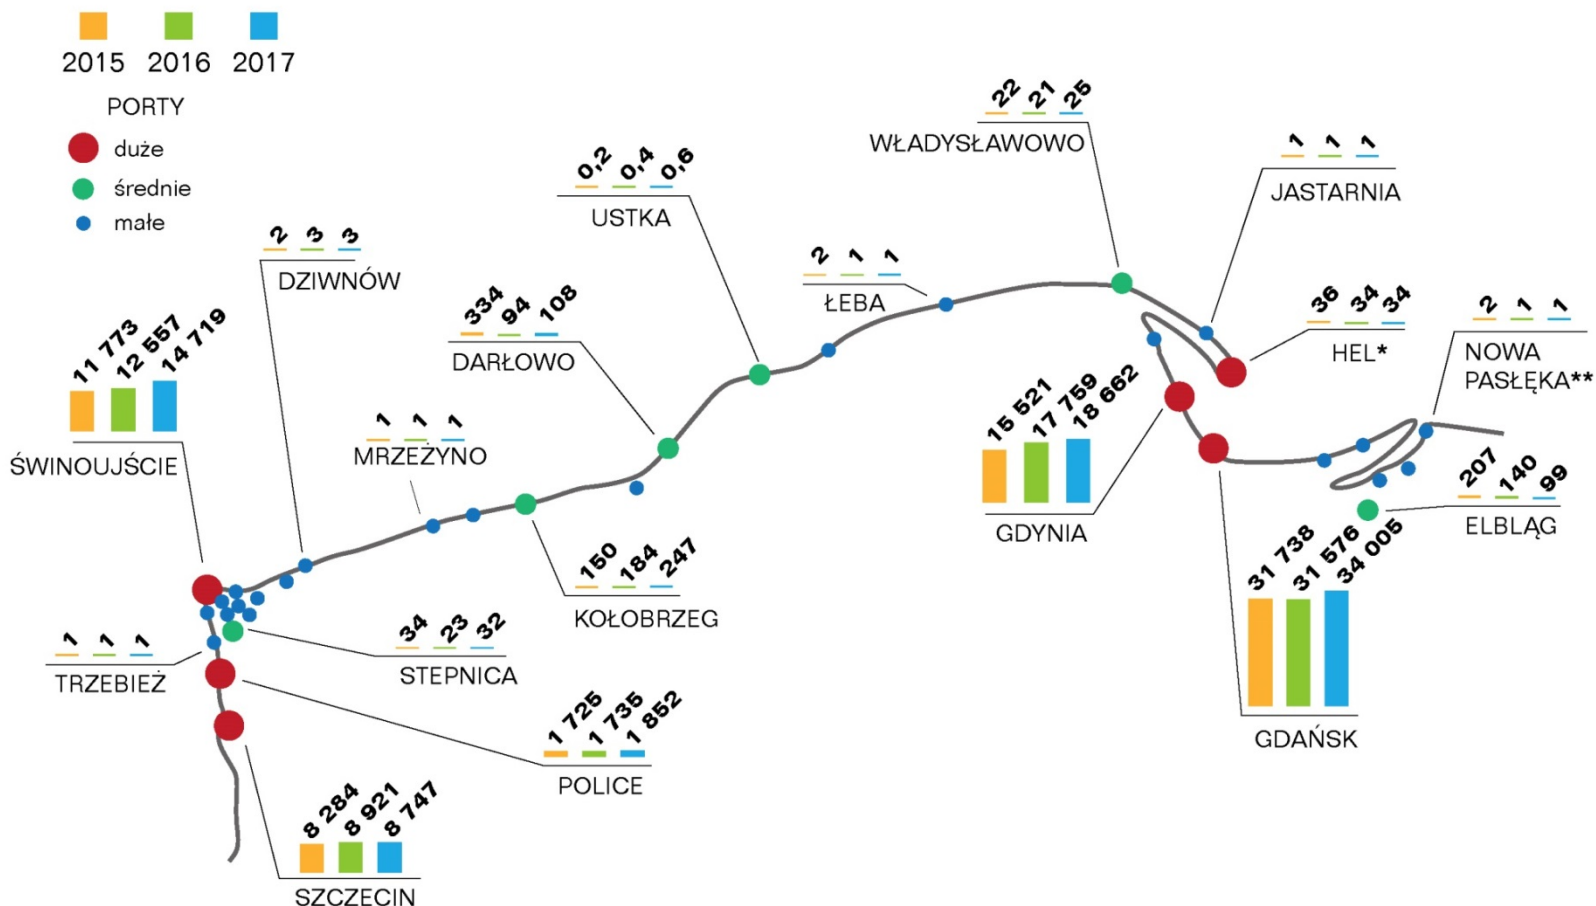 2015 2016 2017
PORTY
duże
średnie
małe
22 21 25
WŁADYSŁAWOWO
1 1 1
JASTARNIA
0,2 0,4 0,6
USTKA
2 3 3
DZIWNÓW
2 1 1
ŁEBA
334 94 108
DARŁOWO
36 34 34
HEL*
2 1 1
NOWA
PASŁĘKA**
11 773 12 557 14 719
ŚWINOUJŚCIE
1 1 1
MRZEŻYNO
15 521 17 759 18 662
GDYNIA
207 140 99
ELBLĄG
150 184 247
KOŁOBRZEG
31 738 31 576 34 005
GDAŃSK
1 1 1
TRZEBIEŻ
34 23 32
STEPNICA
1 725 1 735 1 852
POLICE
8 284 8 921 8 747
SZCZECIN